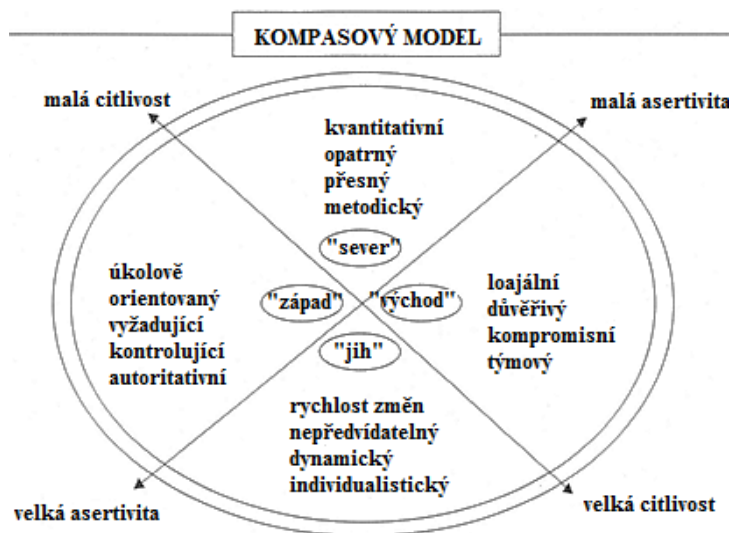 KOMPASOVÝ MODEL
malá citlivost
malá asertivita
kvantitativní
opatrný
přesný
metodický
"sever"
úkolově
orientovaný
vyžadující
kontrolující
autoritativní
"západ"
"východ"
loajální
důvěřivý
kompromisní
týmový
"jih"
rychlost změn
nepředvídatelný
dynamický
individualistický
velká asertivita
velká citlivost